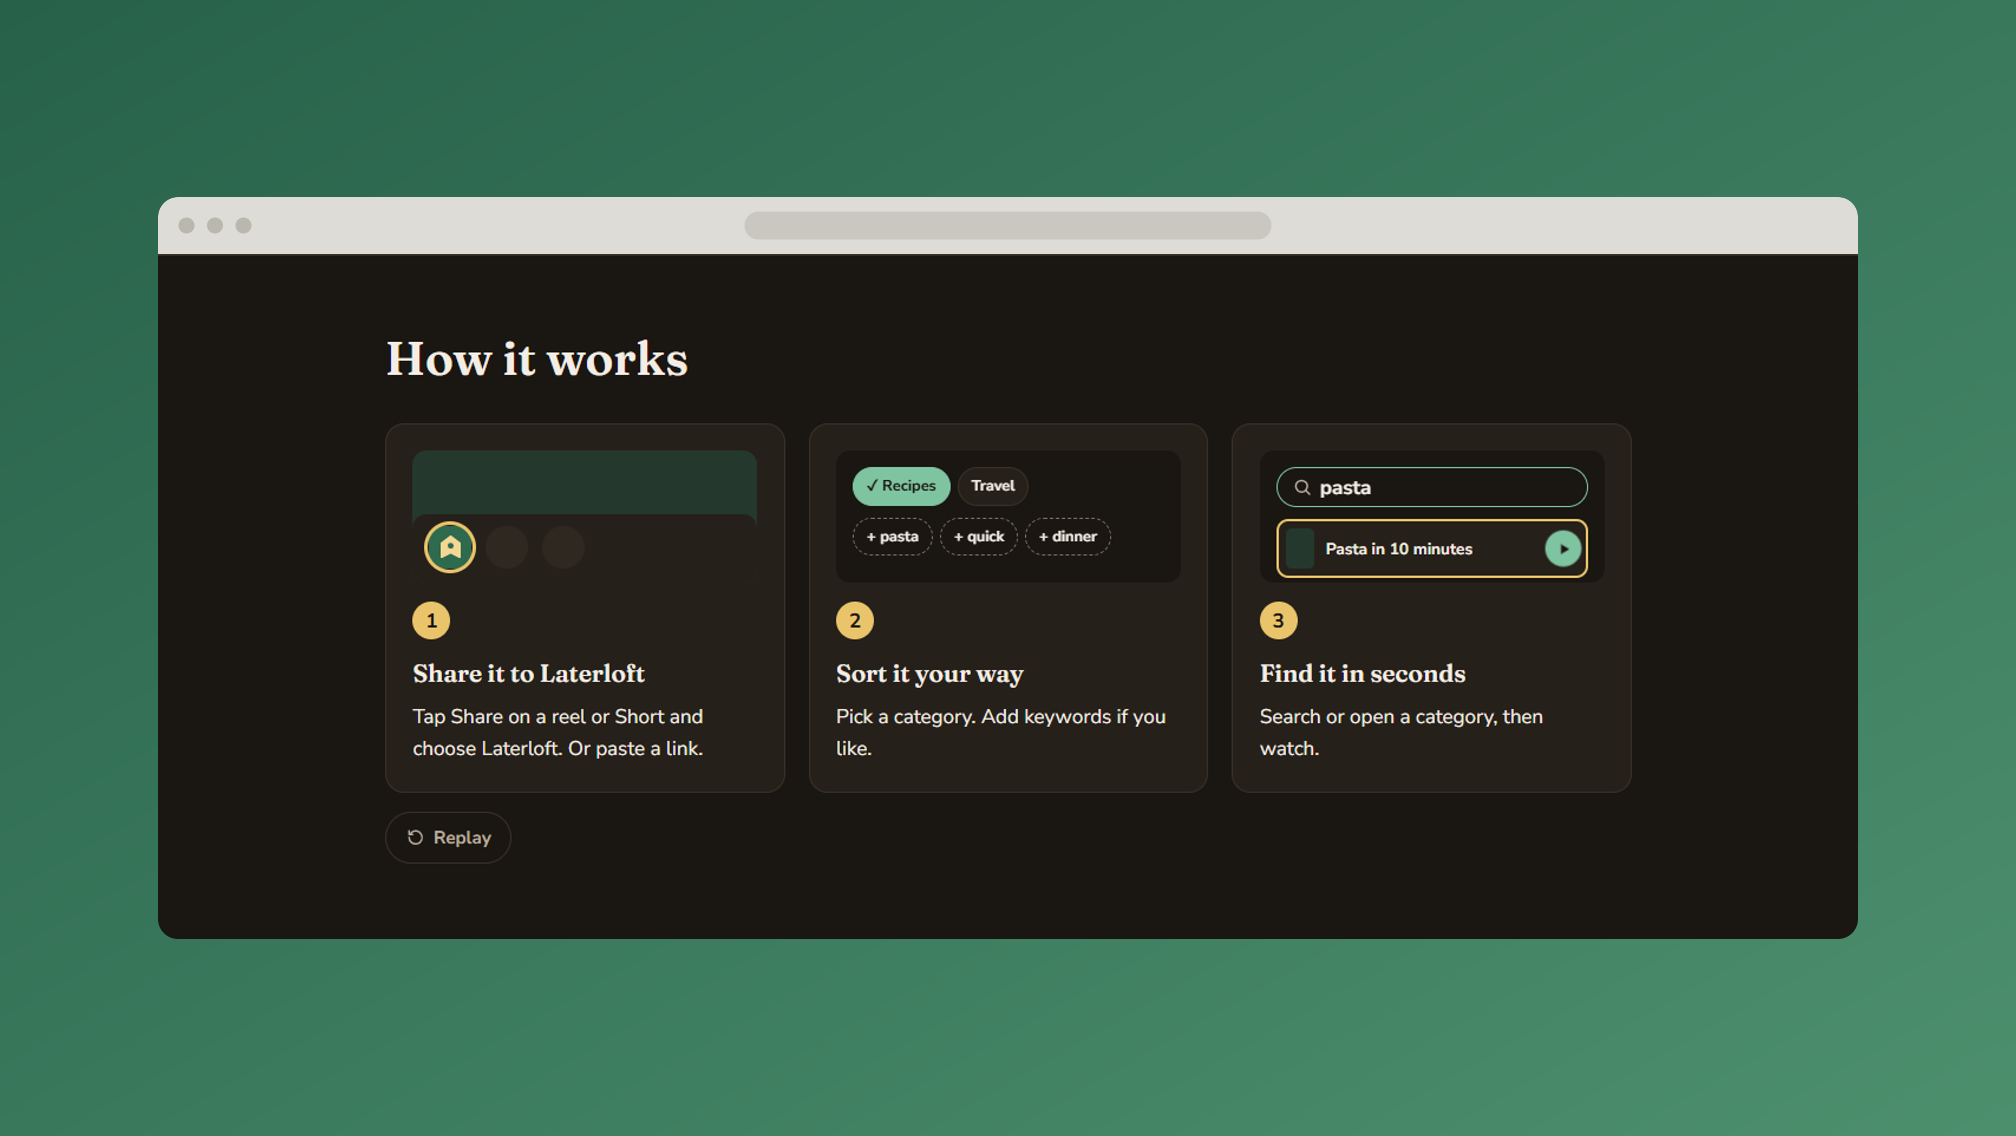 How it works
✓ Recipes
Travel
+ pasta
+ quick
+ dinner
pasta
Pasta in 10 minutes
1
Share it to Laterloft
Tap Share on a reel or Short and
choose Laterloft. Or paste a link.
2
Sort it your way
Pick a category. Add keywords if you
like.
3
Find it in seconds
Search or open a category, then
watch.
Replay